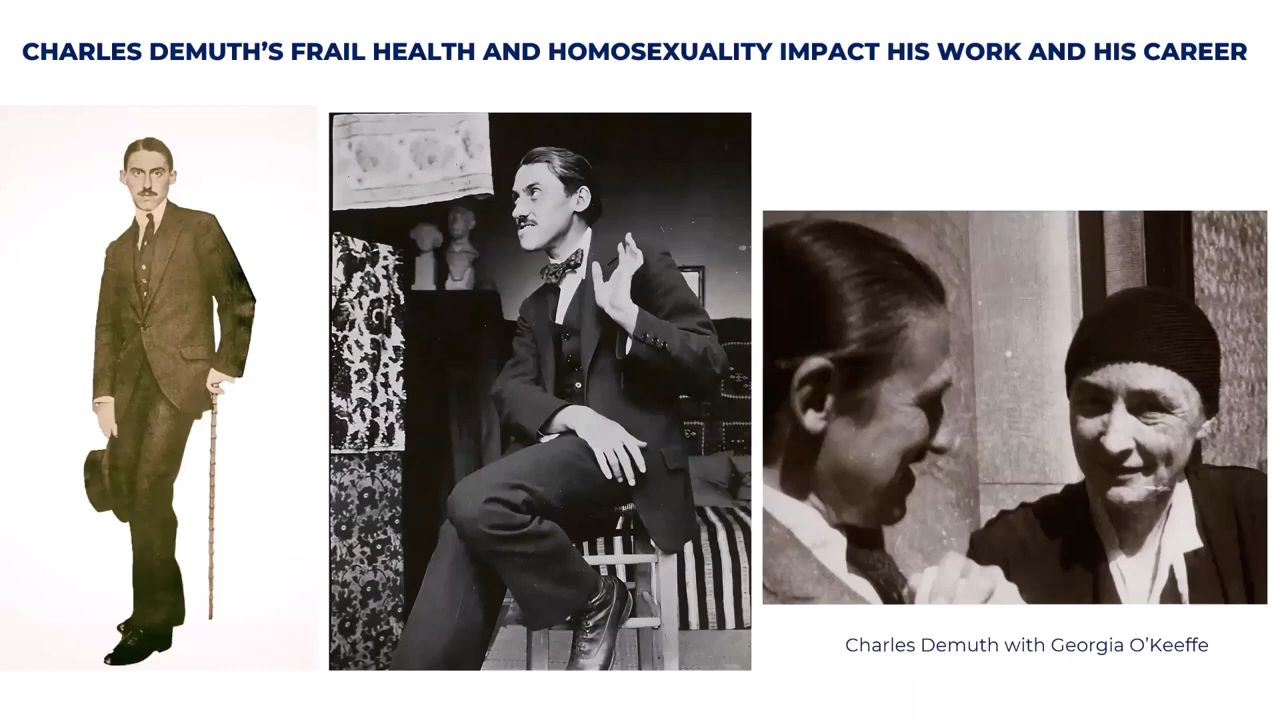 CHARLES DEMUTH’S FRAIL HEALTH AND HOMOSEXUALITY IMPACT HIS WORK AND HIS CAREER
Charles Demuth with Georgia O’Keeffe